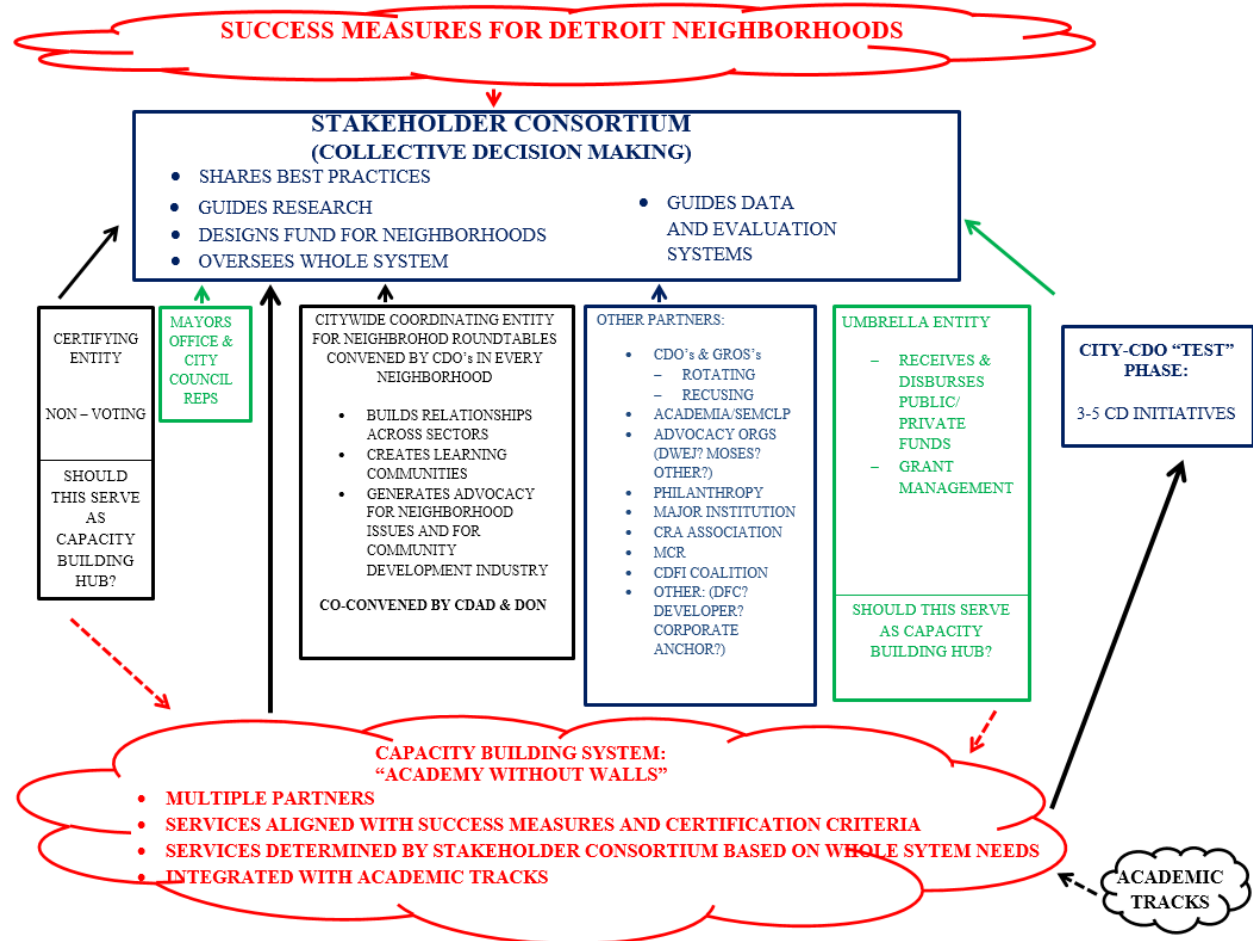 SUCCESS MEASURES FOR DETROIT NEIGHBORHOODS
STAKEHOLDER CONSORTIUM
(COLLECTIVE DECISION MAKING)
• SHARES BEST PRACTICES
• GUIDES RESEARCH
• DESIGNS FUND FOR NEIGHBORHOODS
• OVERSEES WHOLE SYSTEM
• GUIDES DATA
AND EVALUATION
SYSTEMS
CERTIFYING
ENTITY
NON – VOTING
SHOULD
THIS SERVE
AS
CAPACITY
BUILDING
HUB?
MAYORS
OFFICE &
CITY
COUNCIL
REPS
CITYWIDE COORDINATING ENTITY
FOR NEIGHBROHOD ROUNDTABLES
CONVENED BY CDO's IN EVERY
NEIGHBORHOOD
• BUILDS RELATIONSHIPS
ACROSS SECTORS
• CREATES LEARNING
COMMUNITIES
• GENERATES ADVOCACY
FOR NEIGHBORHOOD
ISSUES AND FOR
COMMUNITY
DEVELOPMENT INDUSTRY
CO-CONVENED BY CDAD & DON
OTHER PARTNERS:
• CDO's & GROS's
– ROTATING
– RECUSING
• ACADEMIA/SEMCLP
• ADVOCACY ORGS
(DWEJ? MOSES?
OTHER?)
• PHILANTHROPY
• MAJOR INSTITUTION
• CRA ASSOCIATION
• MCR
• CDFI COALITION
• OTHER: (DFC?
DEVELOPER?
CORPORATE
ANCHOR?)
UMBRELLA ENTITY
– RECEIVES &
DISBURSES
PUBLIC/
PRIVATE
FUNDS
– GRANT
MANAGEMENT
SHOULD THIS SERVE
AS CAPACITY
BUILDING HUB?
CITY-CDO “TEST”
PHASE:
3-5 CD INITIATIVES
CAPACITY BUILDING SYSTEM:
“ACADEMY WITHOUT WALLS”
• MULTIPLE PARTNERS
• SERVICES ALIGNED WITH SUCCESS MEASURES AND CERTIFICATION CRITERIA
• SERVICES DETERMINED BY STAKEHOLDER CONSORTIUM BASED ON WHOLE SYTEM NEEDS
• INTEGRATED WITH ACADEMIC TRACKS
ACADEMIC
TRACKS